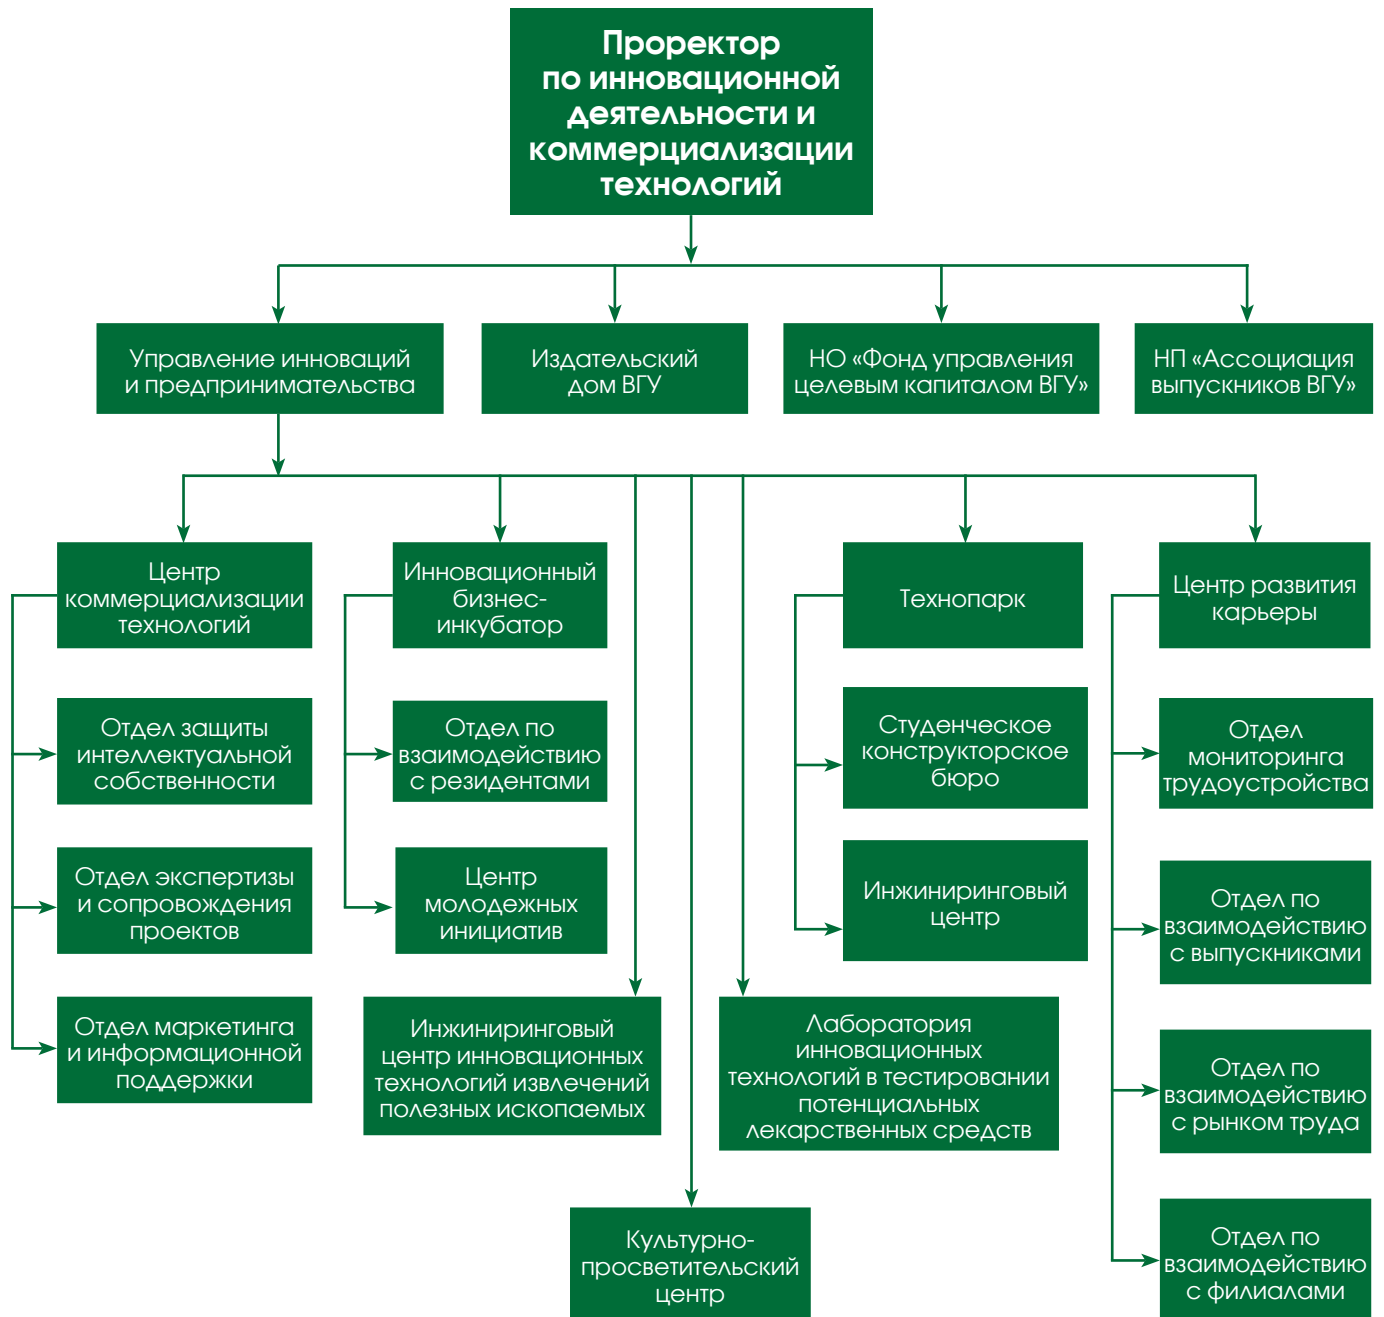 Проректор
по инновационной
деятельности и
коммерциализации
технологий
Управление инноваций
и предпринимательства
Издательский
дом ВГУ
НО «Фонд управления
целевым капиталом ВГУ»
НП «Ассоциация
выпускников ВГУ»
Центр
коммерциализации
технологий
Отдел защиты
интеллектуальной
собственности
Отдел экспертизы
и сопровождения
проектов
Отдел маркетинга
и информационной
поддержки
Инновационный
бизнес-
инкубатор
Отдел по
взаимодействию
с резидентами
Центр
молодежных
инициатив
Инжиниринговый
центр инновационных
технологий извлечений
полезных ископаемых
Культурно-
просветительский
центр
Лаборатория
инновационных
технологий в тестировании
потенциальных
лекарственных средств
Технопарк
Студенческое
конструкторское
бюро
Инжиниринговый
центр
Центр развития
карьеры
Отдел
мониторинга
трудоустройства
Отдел по
взаимодействию
с выпускниками
Отдел по
взаимодействию
с рынком труда
Отдел по
взаимодействию
с филиалами